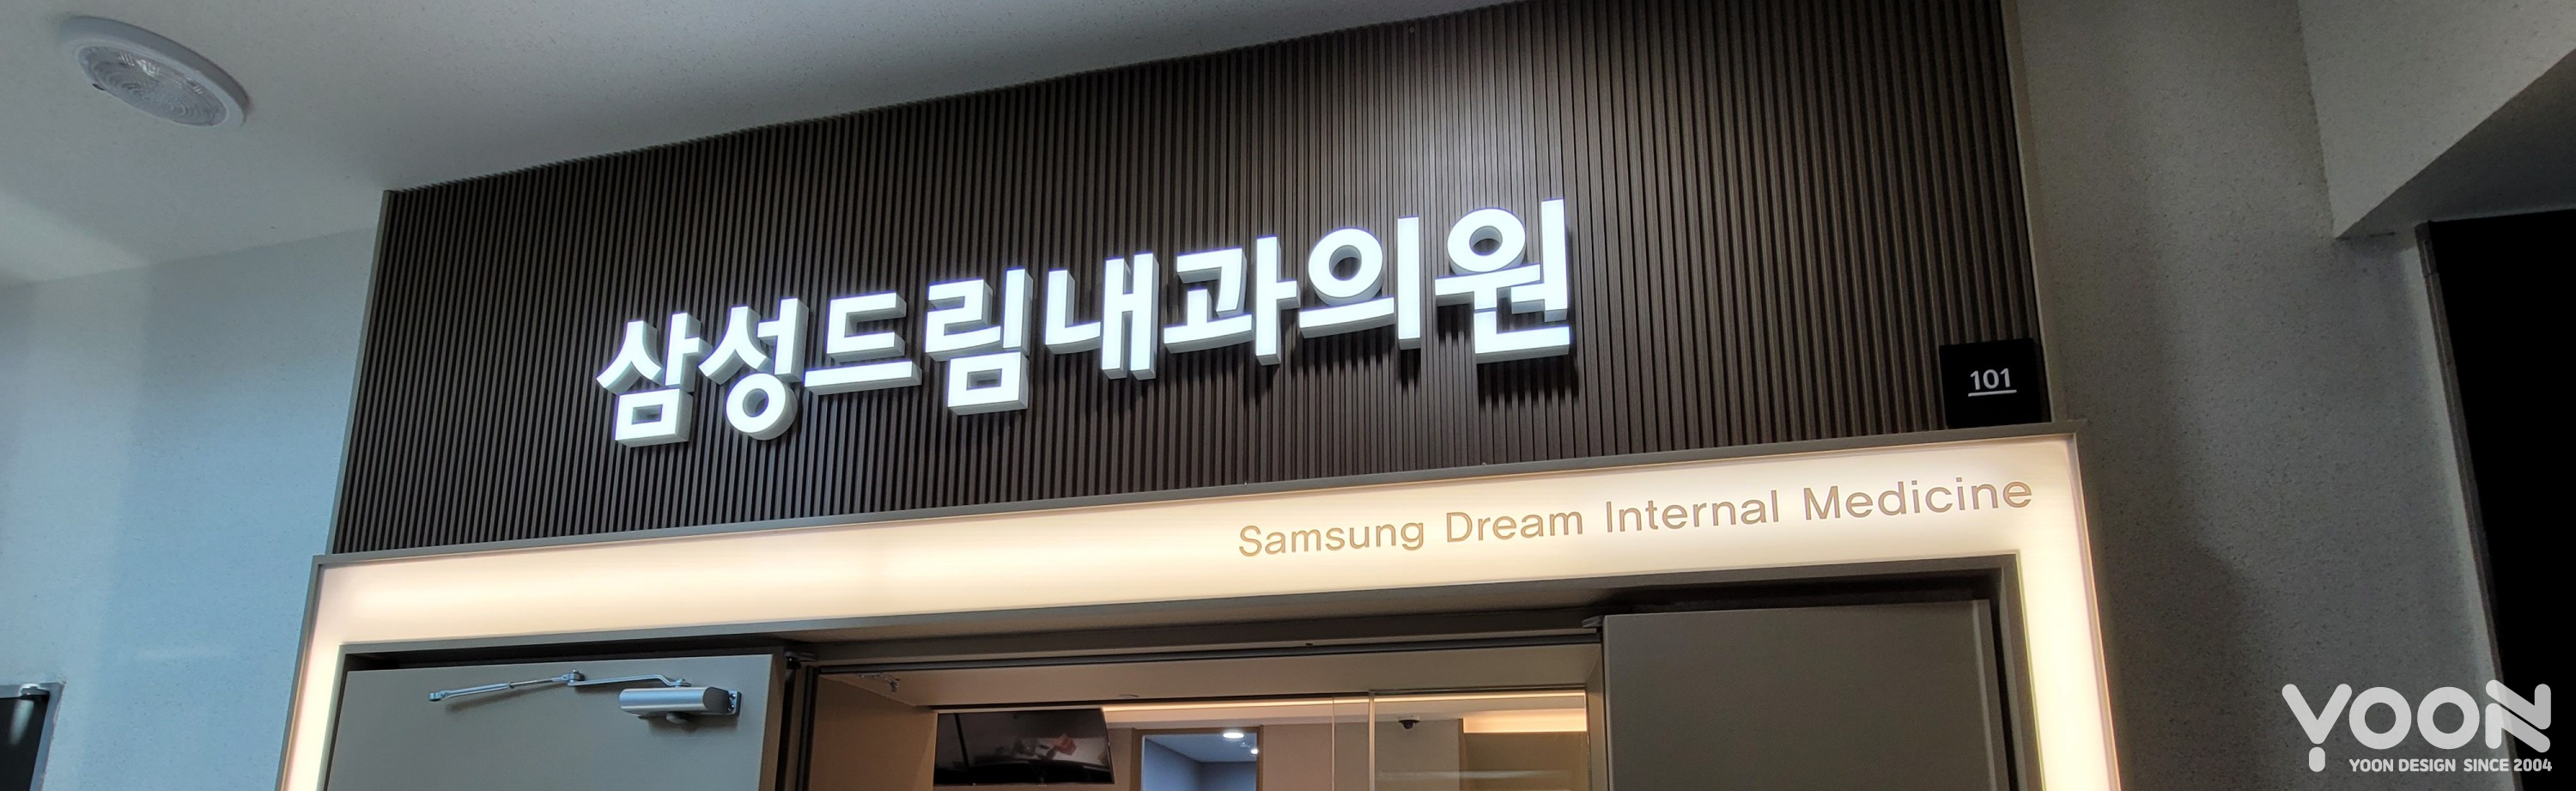 삼성드림내과의원
101
Samsung Dream Internal Medicine
YOON
YOON DESIGN SINCE 2004